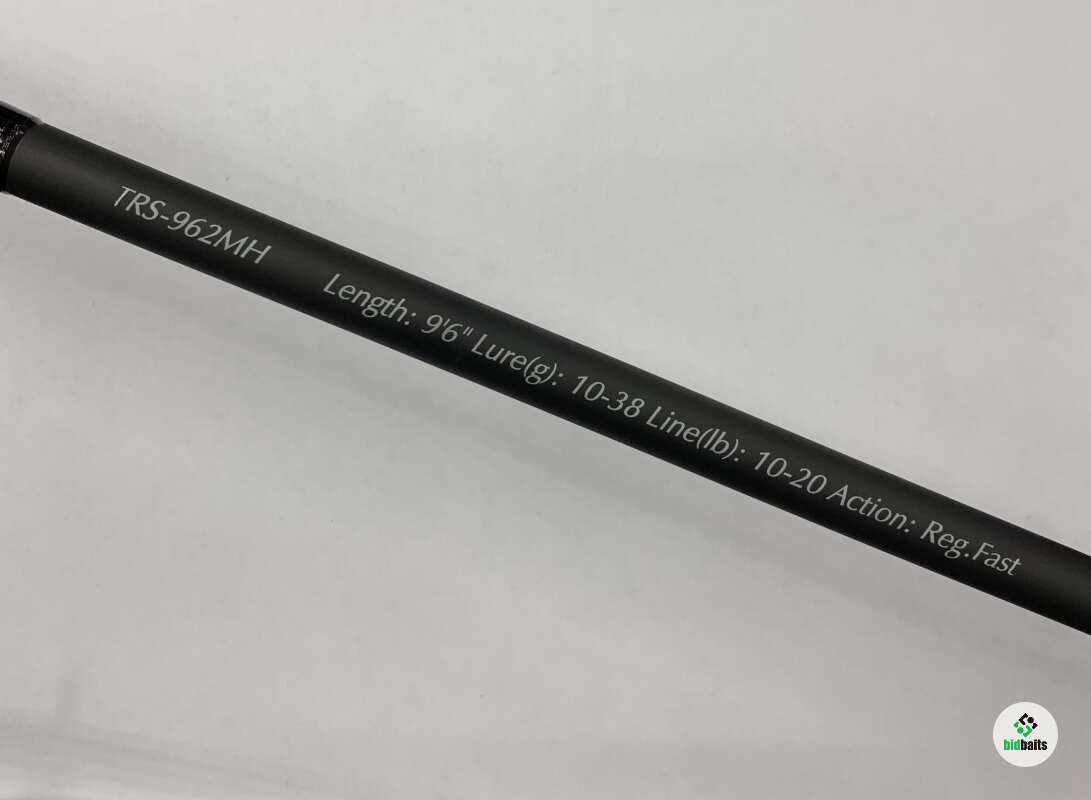 TRS-962MH Length: 9'6" Lure(g): 10-38 Line(lb): 10-20 Action: Reg.Fast
bidbaits